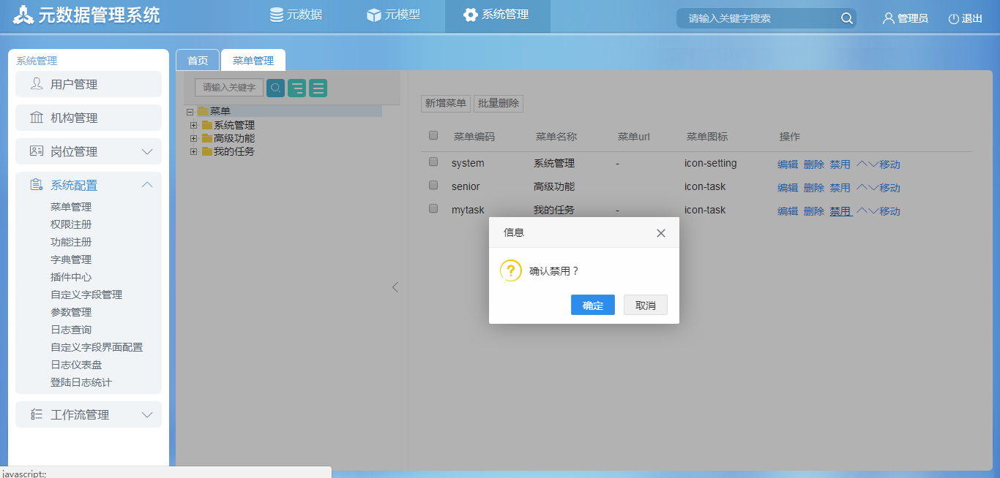 元数据管理系统
元数据
元模型
系统管理
请输入关键字搜索
管理员
退出
系统管理
用户管理
机构管理
岗位管理
系统配置
菜单管理
权限注册
功能注册
字典管理
插件中心
自定义字段管理
参数管理
日志查询
自定义字段界面配置
日志仪表盘
登陆日志统计
工作流管理
首页
菜单管理
请输入关键字
菜单
系统管理
高级功能
我的任务
新增菜单 批量删除
菜单编码 菜单名称 菜单url 菜单图标 操作
system 系统管理 - icon-setting 编辑 删除 禁用 移动
senior 高级功能 icon-task 编辑 删除 禁用 移动
mytask 我的任务 - icon-task 编辑 删除 禁用 移动
信息
确认禁用？
确定 取消
javascript:;